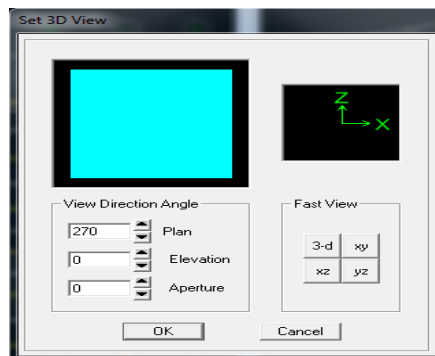 Set 3D View
Z
X
View Direction Angle
270 Plan
0 Elevation
0 Aperture
Fast View
3-d xy
xz yz
OK Cancel